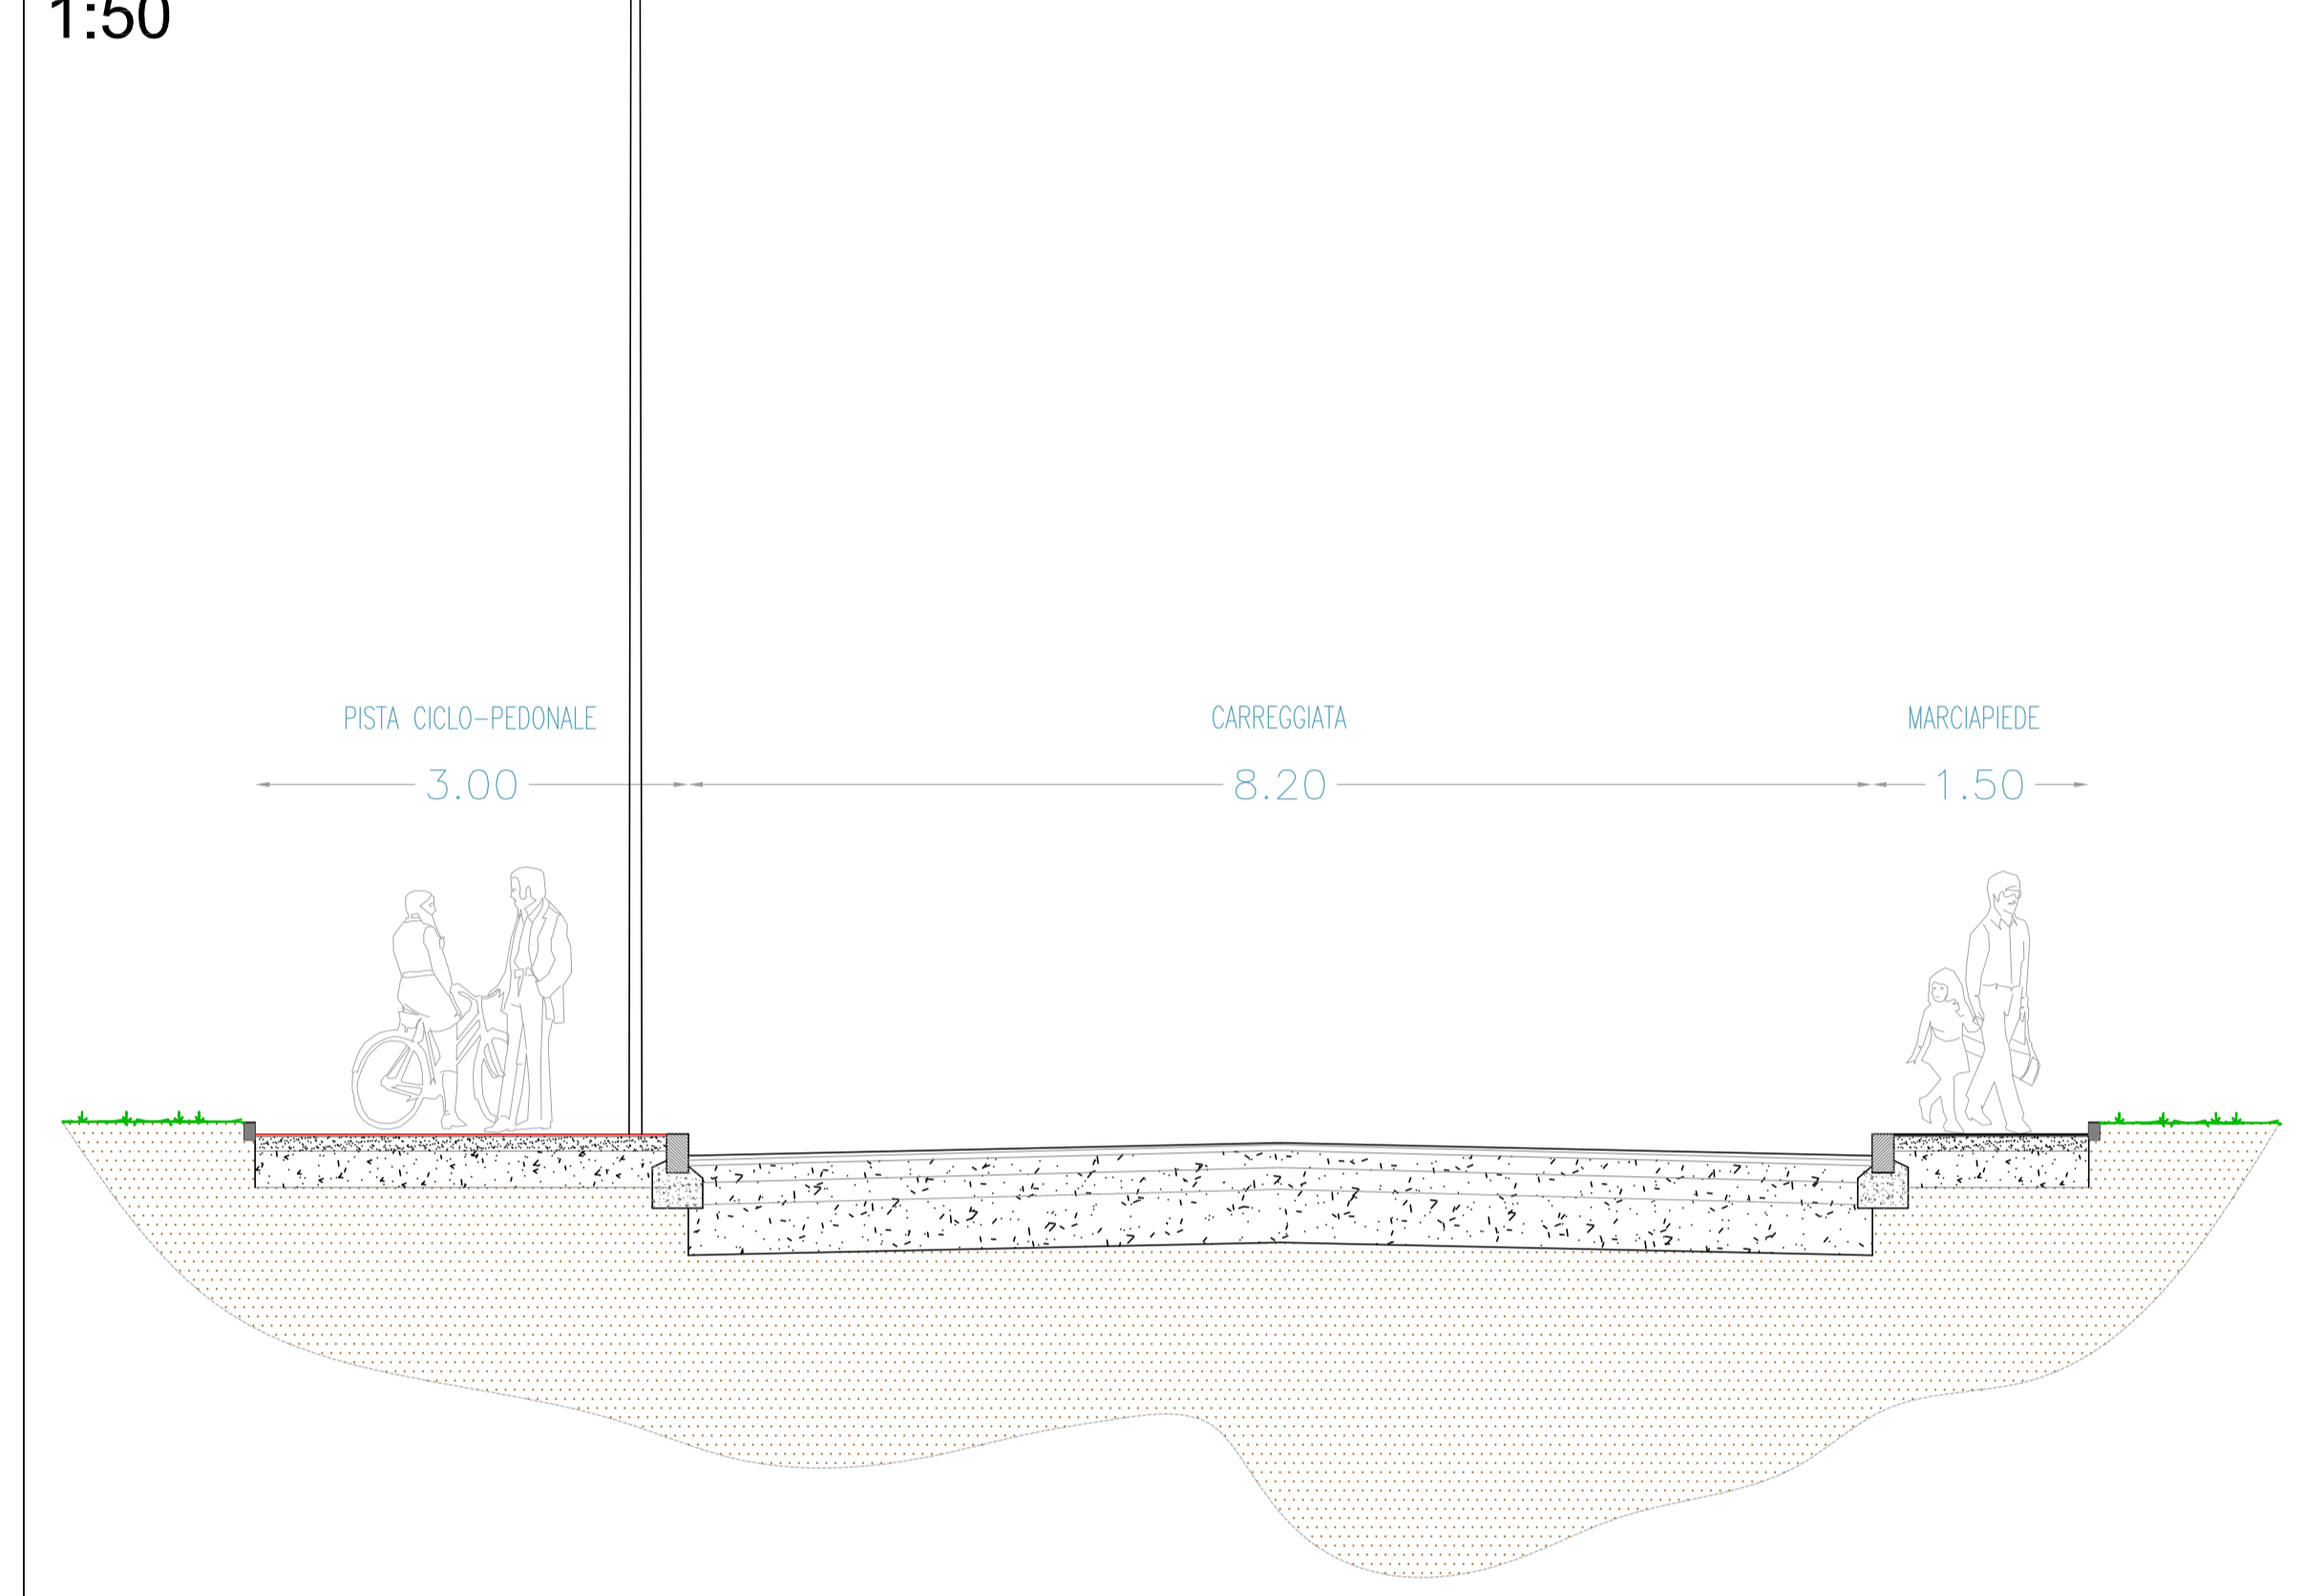 1:50
PISTA CICLO-PEDONALE
CARREGGIATA
MARCIAPIEDE
3.00
8.20
1.50